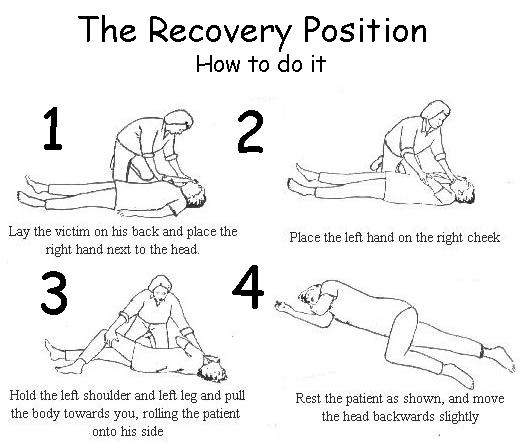 The Recovery Position
How to do it
1
Lay the victim on his back and place the
right hand next to the head.
2
Place the left hand on the right cheek
3
Hold the left shoulder and left leg and pull
the body towards you, rolling the patient
onto his side
4
Rest the patient as shown, and move
the head backwards slightly